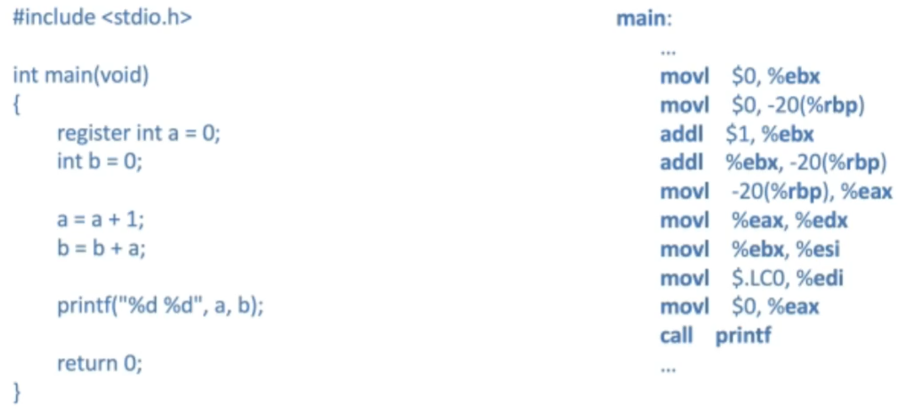 #include <stdio.h>
int main(void)
{
register int a = 0;
int b = 0;
a = a + 1;
b = b + a;
printf("%d %d", a, b);
return 0;
}
main:
...
movl $0, %ebx
movl $0, -20(%rbp)
addl $1, %ebx
addl %ebx, -20(%rbp)
movl -20(%rbp), %eax
movl %eax, %edx
movl %ebx, %esi
movl $.LC0, %edi
movl $0, %eax
call printf
...